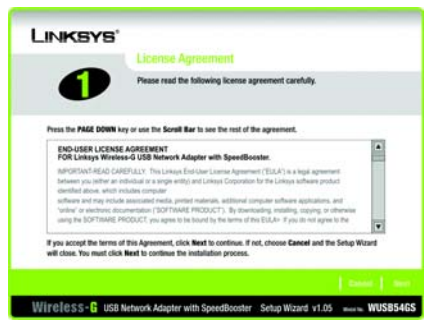 LINKSYS®
License Agreement
1
Please read the following license agreement carefully.
Press the PAGE DOWN key or use the Scroll Bar to see the rest of the agreement.
END-USER LICENSE AGREEMENT
FOR Linksys Wireless-G USB Network Adapter with SpeedBooster.
IMPORTANT-READ CAREFULLY: This Linksys End-User License Agreement ("EULA") is a legal agreement
between you (either an individual or a single entity) and Linksys Corporation for the Linksys software product
identified above, which includes computer
software and may include associated media, printed materials, additional computer software applications, and
"online" or electronic documentation ("SOFTWARE PRODUCT"). By downloading, installing, copying, or otherwise
using the SOFTWARE PRODUCT, you agree to be bound by the terms of this EULA+ If you do not agree to the
If you accept the terms of this Agreement, click Next to continue. If not, choose Cancel and the Setup Wizard
will close. You must click Next to continue the installation process.
Cancel Next
Wireless-G USB Network Adapter with SpeedBooster Setup Wizard v1.05 Model No. WUSB54GS